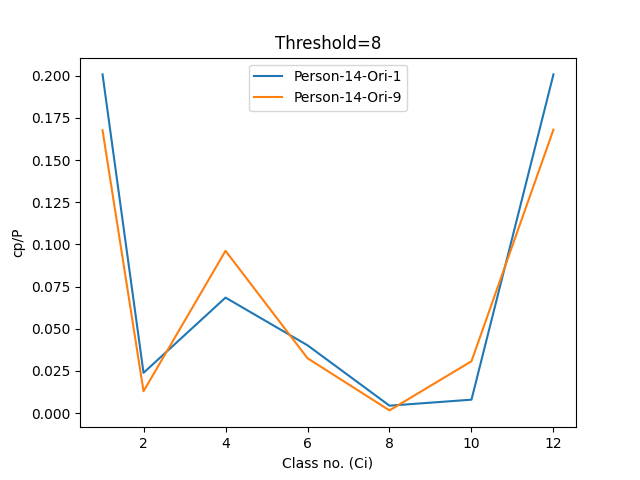 Threshold=8
Person-14-Ori-1
Person-14-Ori-9
cp/P
0.200
0.175
0.150
0.125
0.100
0.075
0.050
0.025
0.000
2 4 6 8 10 12
Class no. (Ci)